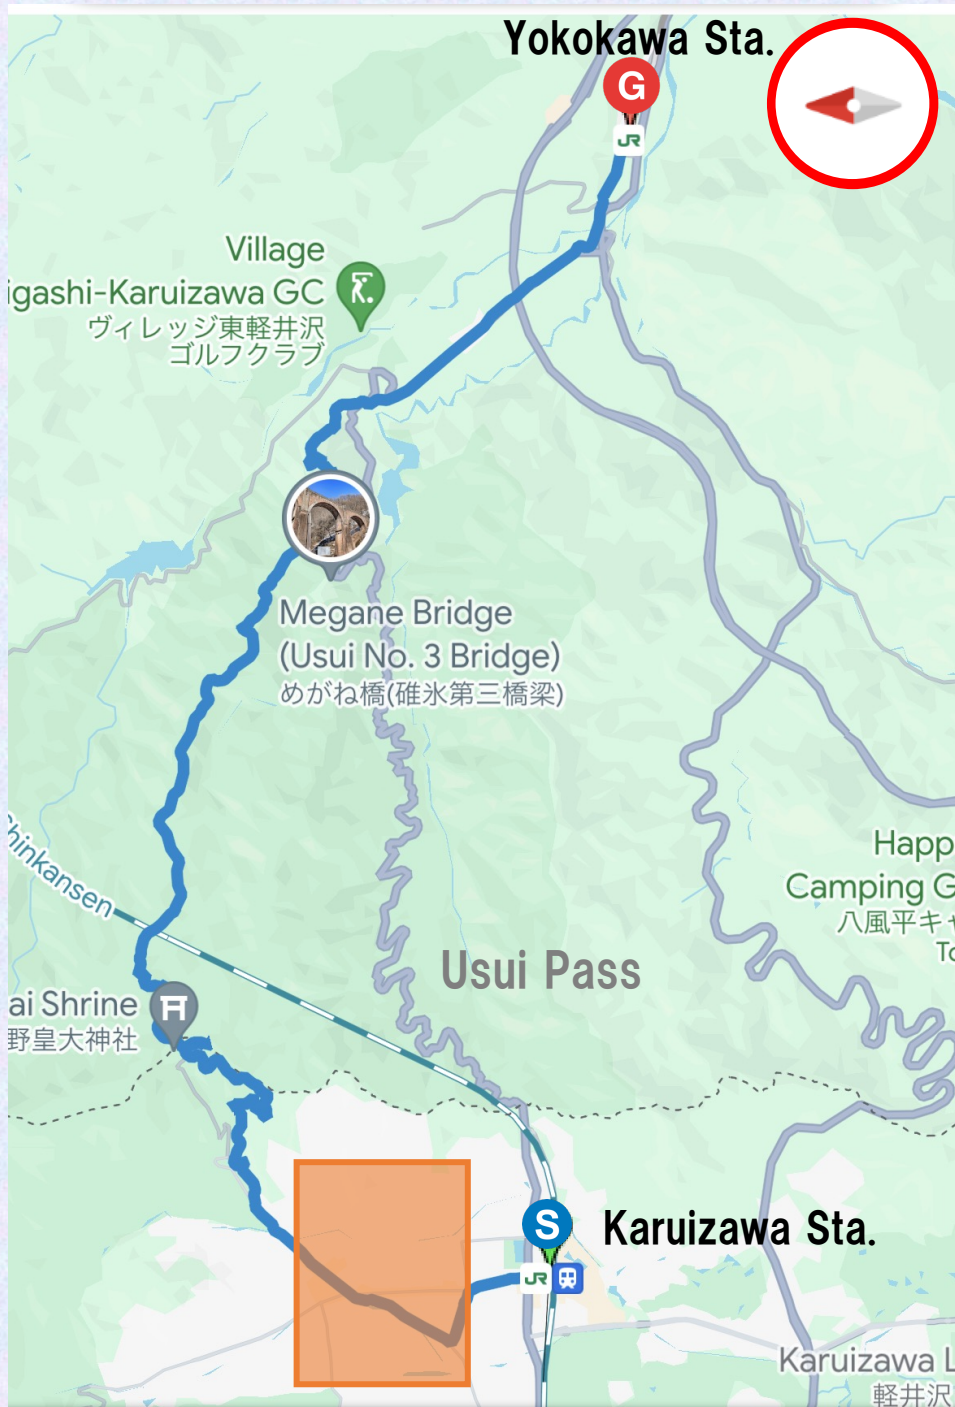 Yokokawa Sta.
G
JR
Village
igashi-Karuizawa GC
ヴィレッジ東軽井沢
ゴルフクラブ
Megane Bridge
(Usui No. 3 Bridge)
めがね橋(碓氷第三橋梁)
Shinkansen
Happ
Camping G
八風平キャ
To
Usui Pass
ai Shrine
野皇大神社
S
Karuizawa Sta.
JR
Karuizawa L
軽井沢